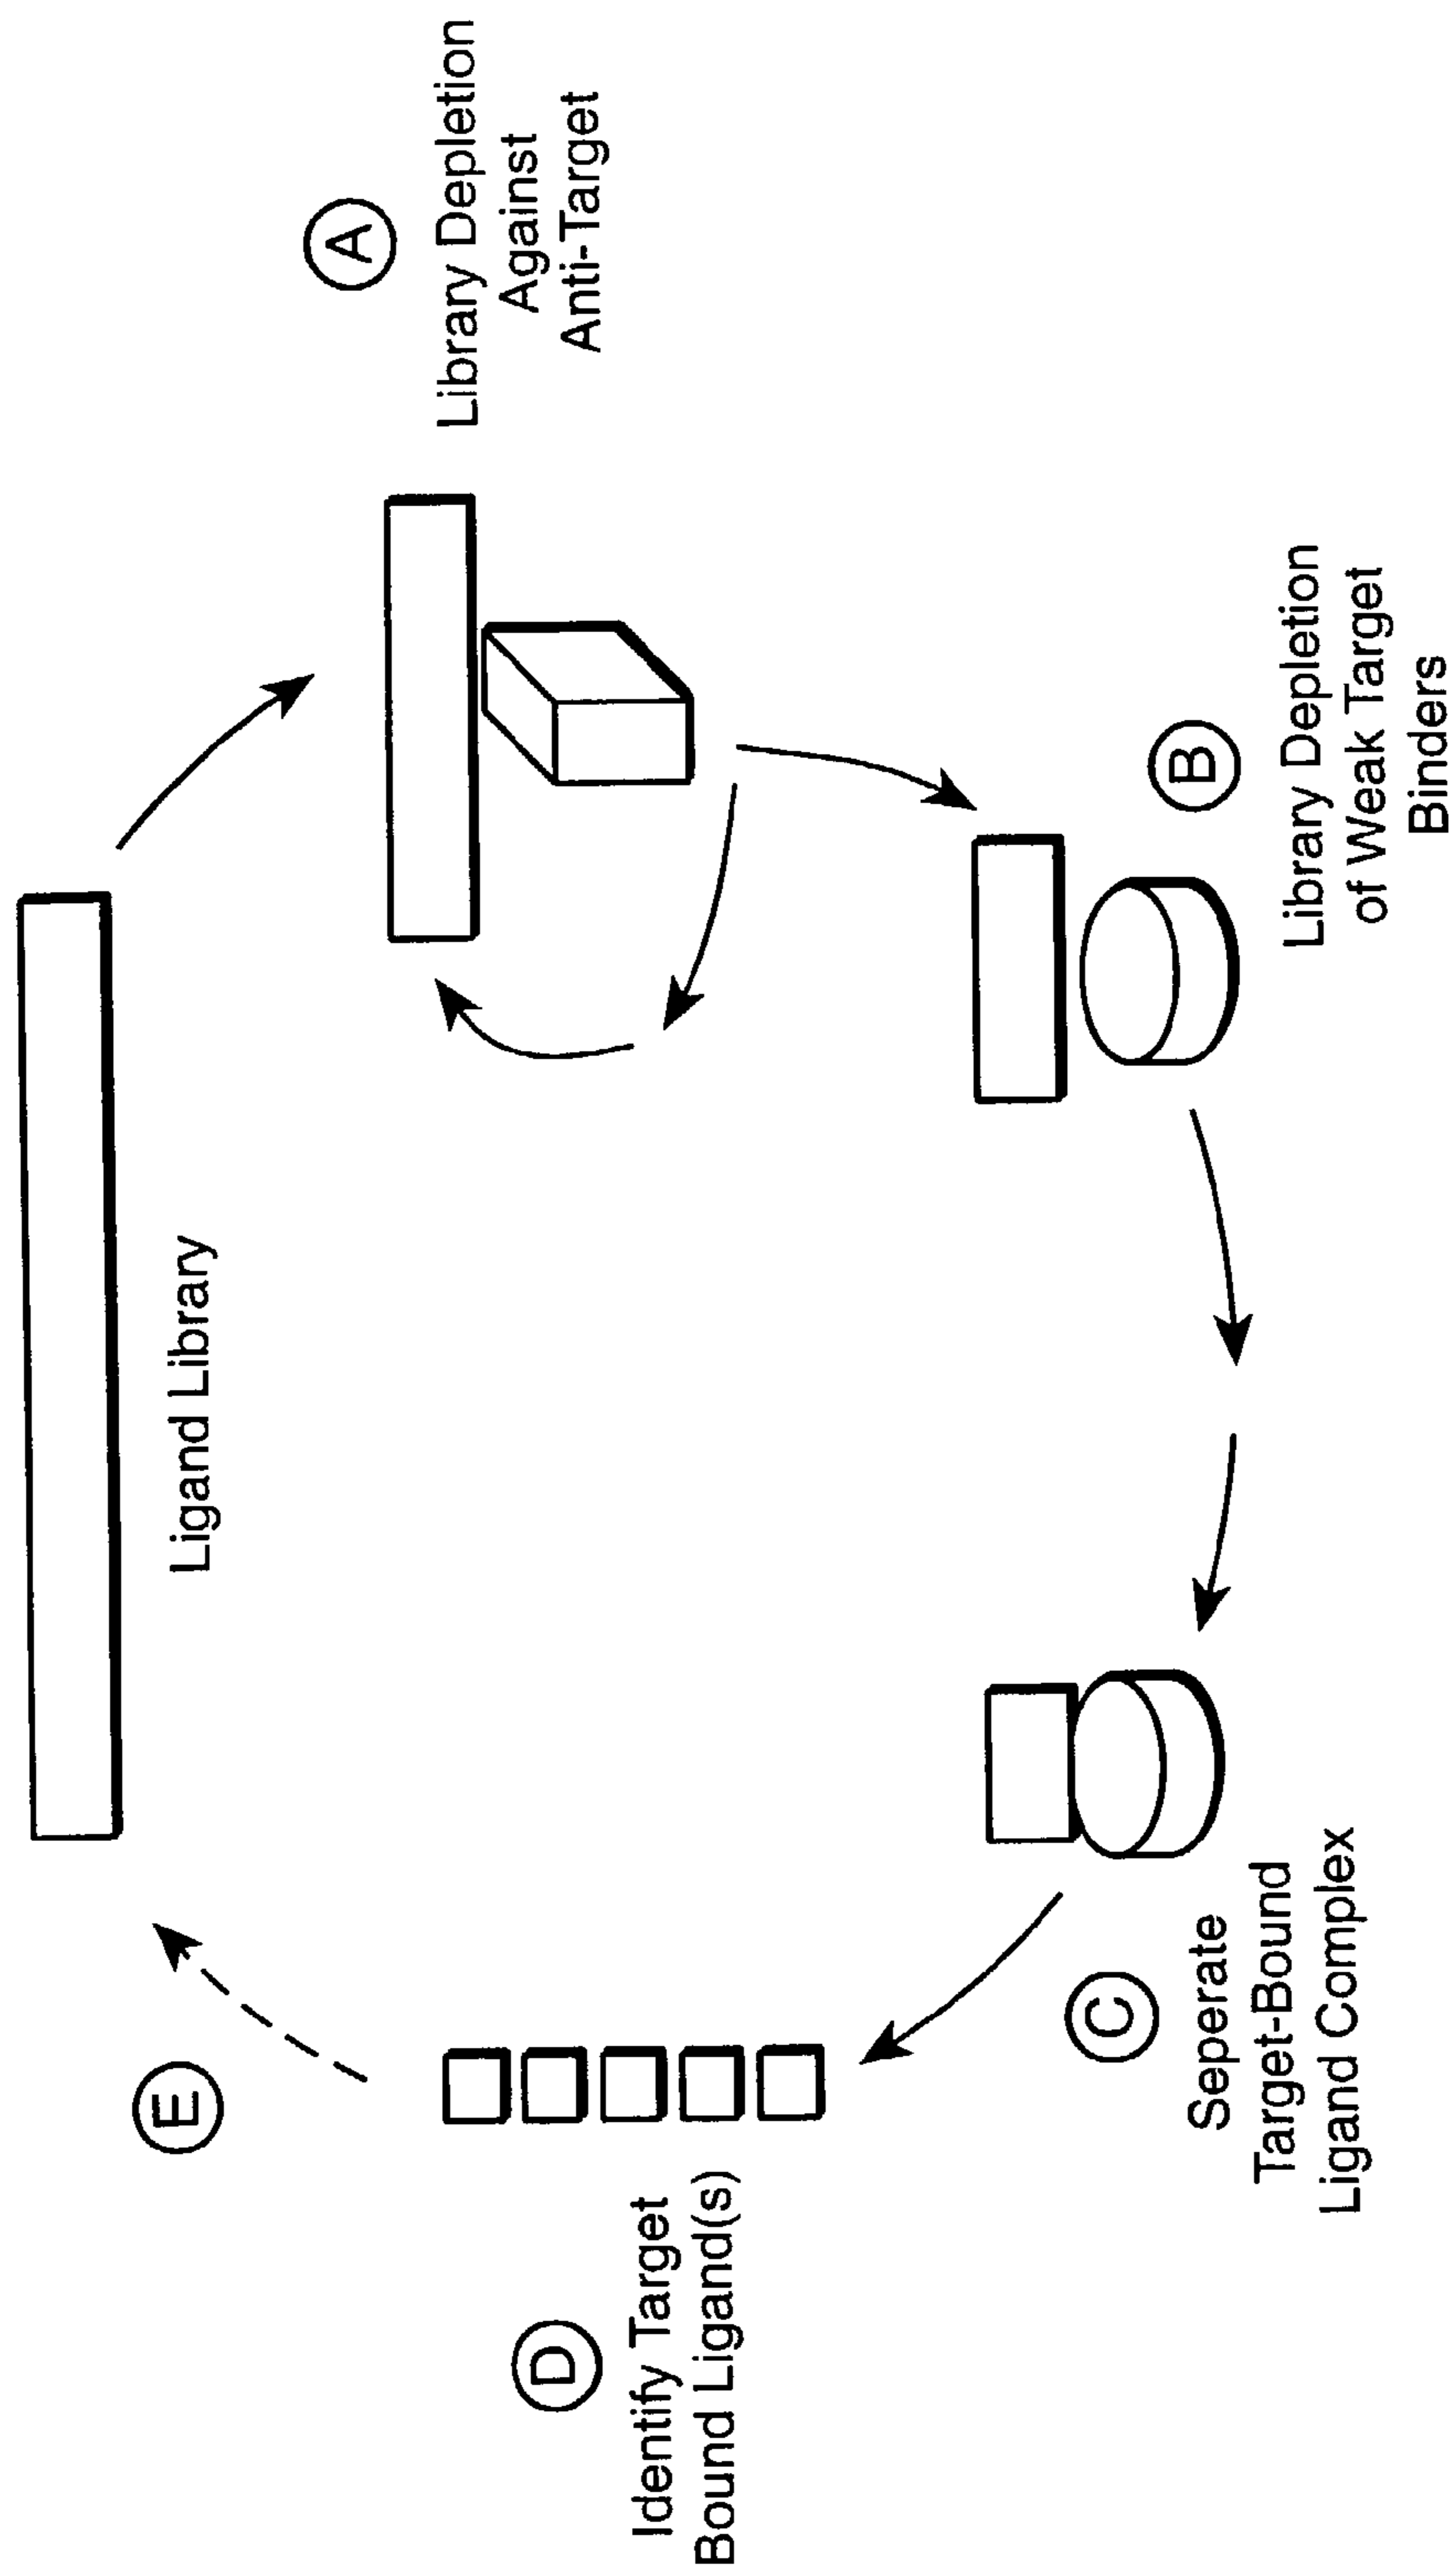 Ligand Library
A
Library Depletion
Against
Anti-Target
B
Library Depletion
of Weak Target
Binders
C
Seperate
Target-Bound
Ligand Complex
D
Identify Target
Bound Ligand(s)
E